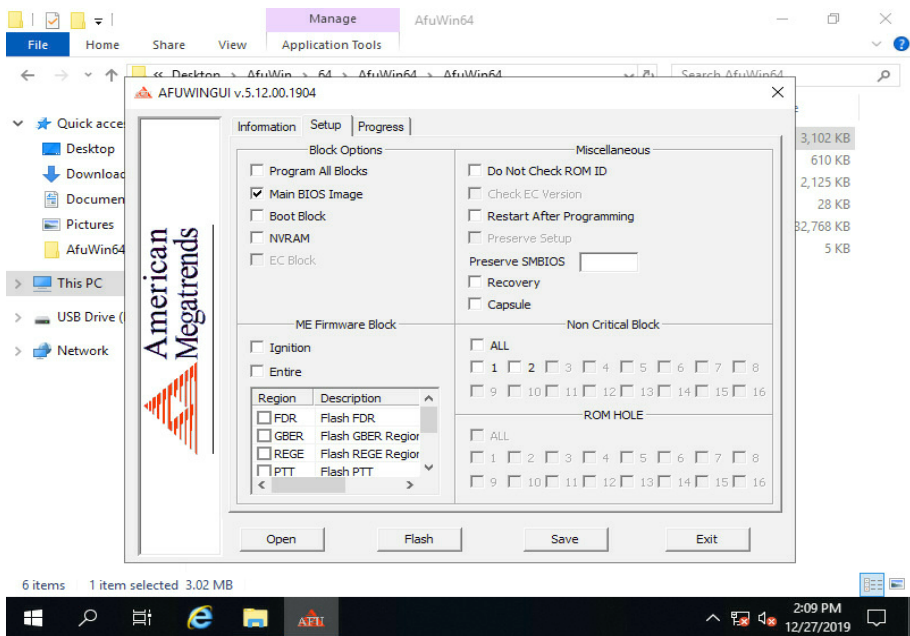 Manage
AfuWin64
File
Home
Share
View
Application Tools
« Desktop > AfuWin > 64 > AfuWin64 > AfuWin64
Search AfuWin64
AFUWINGUI v.5.12.00.1904
Quick acce
Desktop
Downloac
Documen
Pictures
AfuWin64
This PC
USB Drive (
Network
American
Megatrends
Information
Setup
Progress
Block Options
Program All Blocks
Main BIOS Image
Boot Block
NVRAM
EC Block
ME Firmware Block
Ignition
Entire
Region Description
FDR Flash FDR
GBER Flash GBER Region
REGE Flash REGE Region
PTT Flash PTT
Miscellaneous
Do Not Check ROM ID
Check EC Version
Restart After Programming
Preserve Setup
Preserve SMBIOS
Recovery
Capsule
Non Critical Block
ALL
1 2 3 4 5 6 7 8
9 10 11 12 13 14 15 16
ROM HOLE
ALL
1 2 3 4 5 6 7 8
9 10 11 12 13 14 15 16
Open
Flash
Save
Exit
3,102 KB
610 KB
2,125 KB
28 KB
32,768 KB
5 KB
6 items 1 item selected 3.02 MB
AFU
2:09 PM
12/27/2019